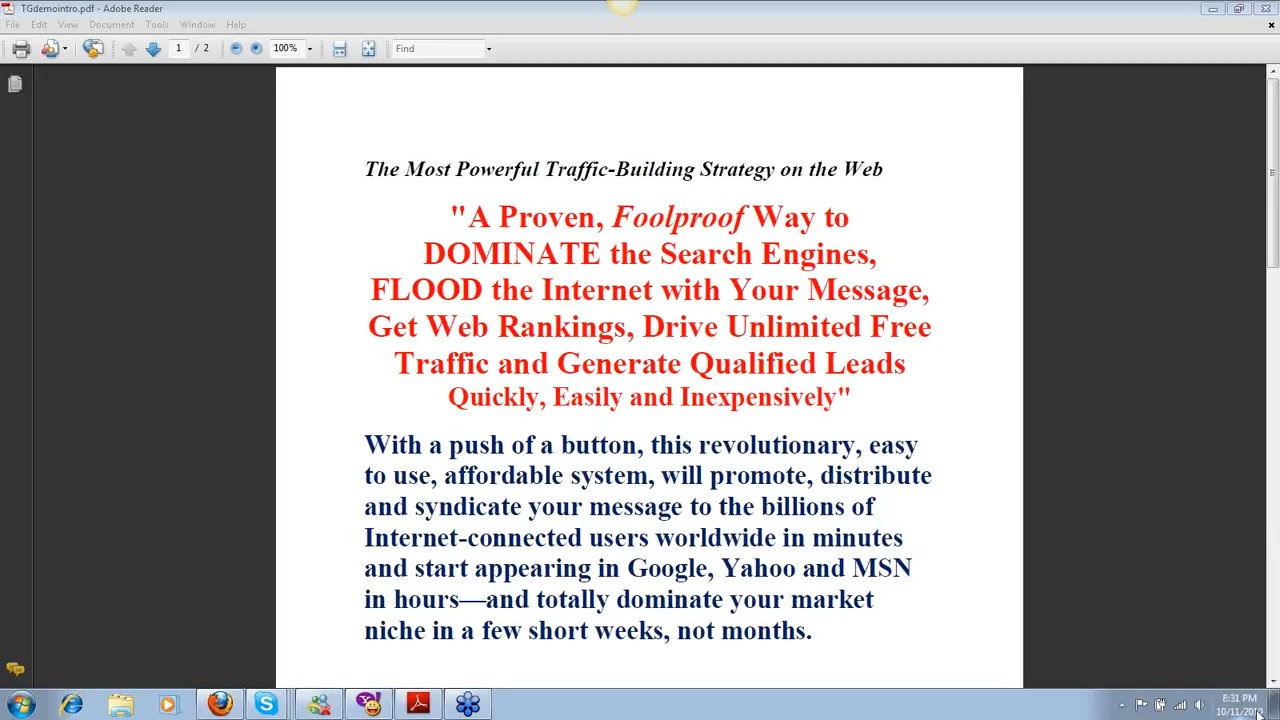 TGdemointro.pdf - Adobe Reader
File Edit View Document Tools Window Help
1 / 2 100% Find
The Most Powerful Traffic-Building Strategy on the Web
"A Proven, Foolproof Way to
DOMINATE the Search Engines,
FLOOD the Internet with Your Message,
Get Web Rankings, Drive Unlimited Free
Traffic and Generate Qualified Leads
Quickly, Easily and Inexpensively"
With a push of a button, this revolutionary, easy
to use, affordable system, will promote, distribute
and syndicate your message to the billions of
Internet-connected users worldwide in minutes
and start appearing in Google, Yahoo and MSN
in hours—and totally dominate your market
niche in a few short weeks, not months.
8:31 PM